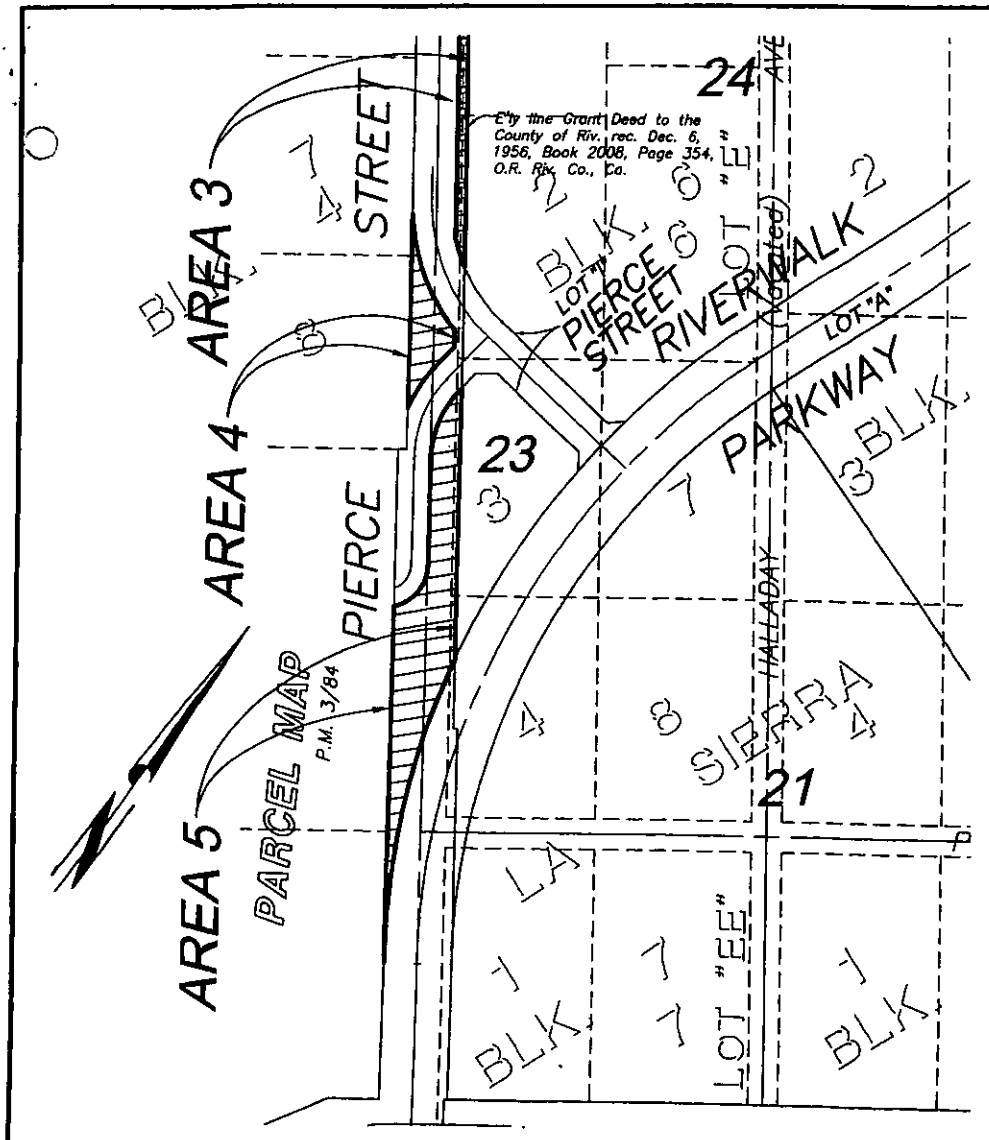 24
AVE
E'ly line Grant Deed to the
County of Riv. rec. Dec. 6,
1956, Book 2008, Page 354,
O.R. Riv. Co., Ca.
AREA 3
STREET
7
4
BLK.
2
6
LOT "E"
2
(Vacated)
BLK.
6
LOT "I"
PIERCE
STREET
RIVERWALK
LOT "A"
PARKWAY
BLK.
AREA 4
PIERCE
23
7
HALLADAY
PARCEL MAP
P.M. 3/84
4
8
SIERRA
4
21
AREA 5
LA
LOT "EE"
1
7
1
BLK.
7
BLK.